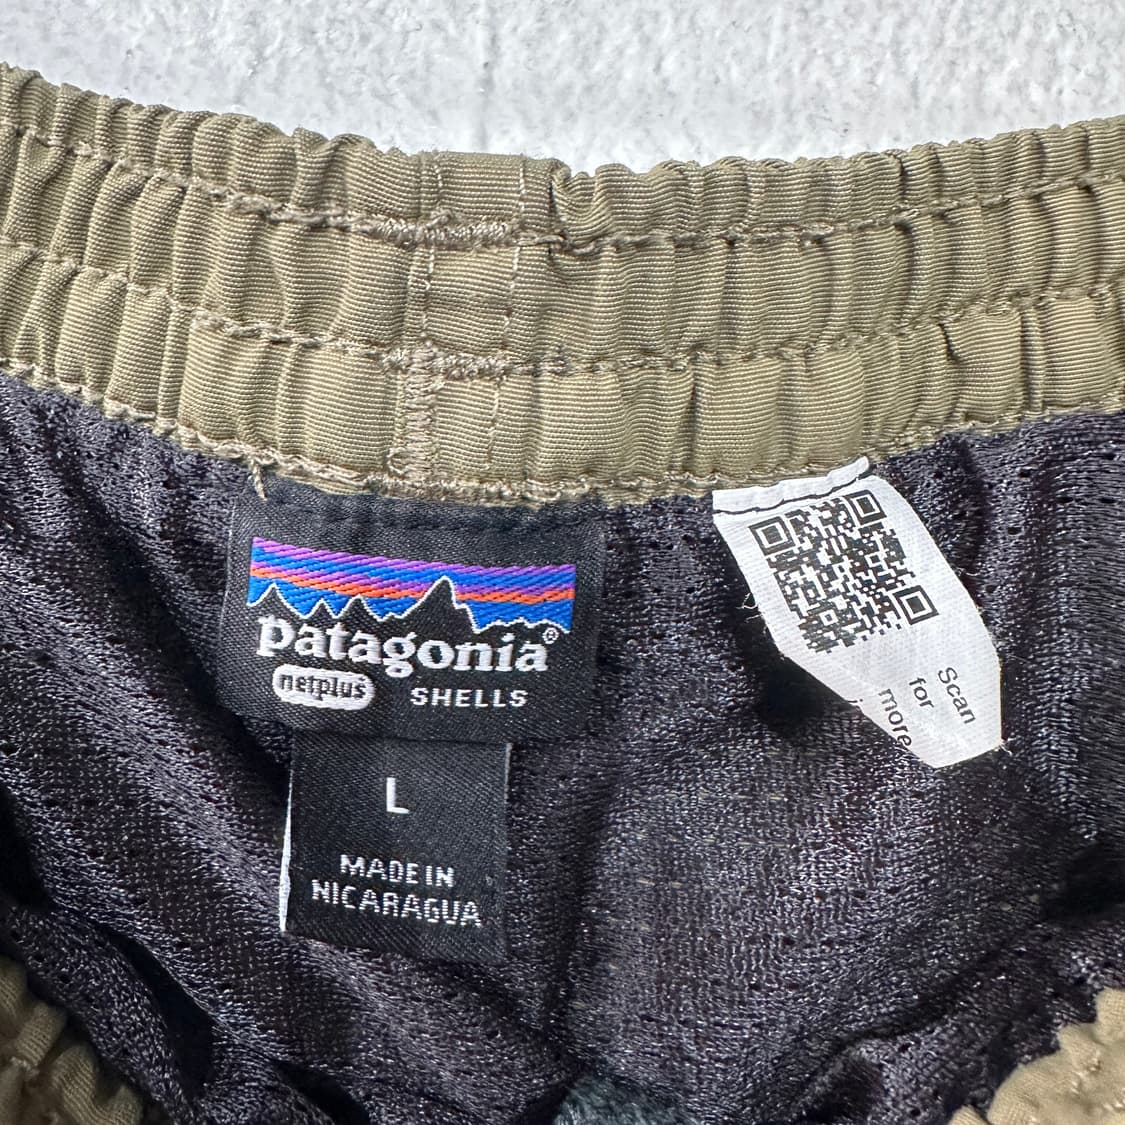 patagonia®
netplus SHELLS
L
MADE IN
NICARAGUA
Scan
for
more